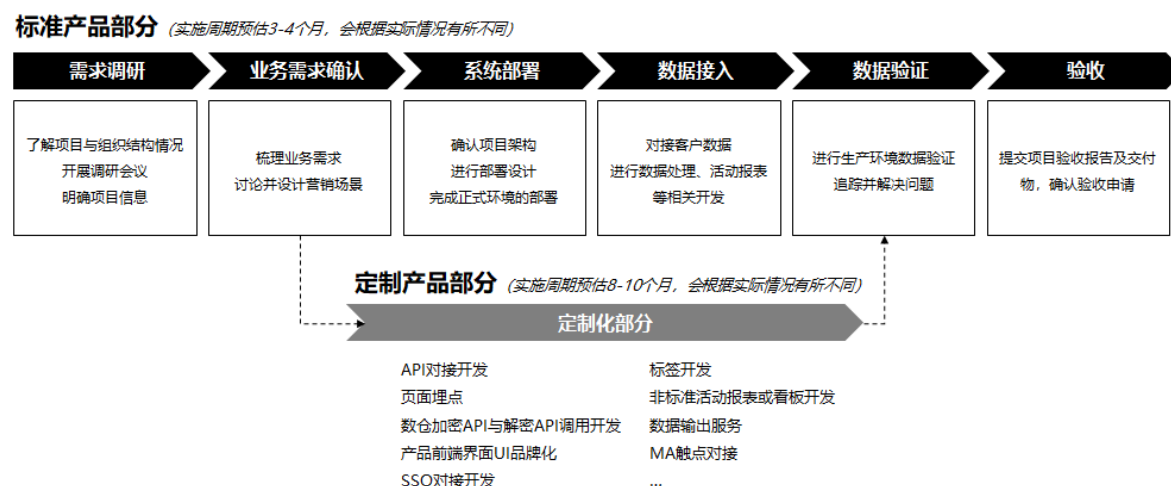 标准产品部分 (实施周期预估3-4个月，会根据实际情况有所不同)
需求调研
业务需求确认
系统部署
数据接入
数据验证
验收
了解项目与组织结构情况
开展调研会议
明确项目信息
梳理业务需求
讨论并设计营销场景
确认项目架构
进行部署设计
完成正式环境的部署
对接客户数据
进行数据处理、活动报表
等相关开发
进行生产环境数据验证
追踪并解决问题
提交项目验收报告及交付
物，确认验收申请
定制产品部分 (实施周期预估8-10个月，会根据实际情况有所不同)
定制化部分
API对接开发
页面埋点
数仓加密API与解密API调用开发
产品前端界面UI品牌化
SSO对接开发
标签开发
非标准活动报表或看板开发
数据输出服务
MA触点对接
...